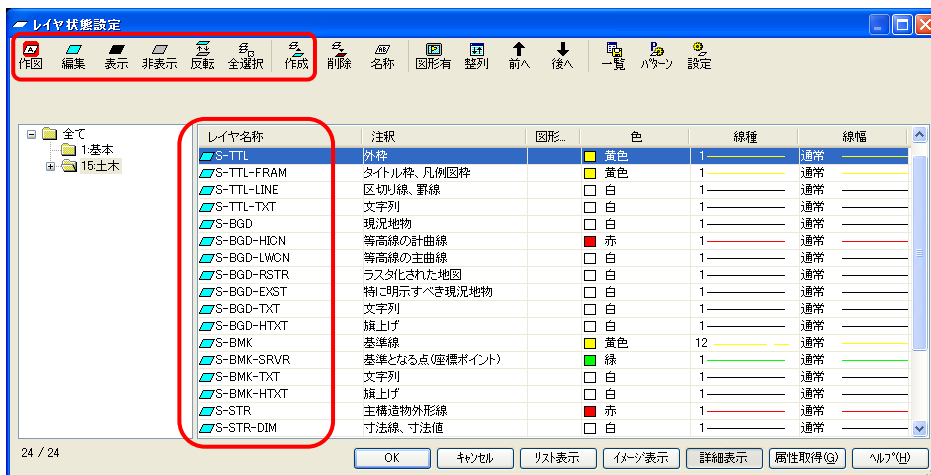 レイヤ状態設定
作図 編集 表示 非表示 反転 全選択 作成 削除 名称 図形有 整列 前へ 後へ 一覧 パターン 設定
全て
1:基本
15:土木
レイヤ名称 注釈 図形... 色 線種 線幅
S-TTL 外枠 黄色 1 通常
S-TTL-FRAM タイトル枠、凡例図枠 黄色 1 通常
S-TTL-LINE 区切り線、罫線 白 1 通常
S-TTL-TXT 文字列 白 1 通常
S-BGD 現況地物 白 1 通常
S-BGD-HICN 等高線の計曲線 赤 1 通常
S-BGD-LWCN 等高線の主曲線 白 1 通常
S-BGD-RSTR ラスタ化された地図 白 1 通常
S-BGD-EXST 特に明示すべき現況地物 白 1 通常
S-BGD-TXT 文字列 白 1 通常
S-BGD-HTXT 旗上げ 白 1 通常
S-BMK 基準線 黄色 12 通常
S-BMK-SRVR 基準となる点(座標ポイント) 緑 1 通常
S-BMK-TXT 文字列 白 1 通常
S-BMK-HTXT 旗上げ 白 1 通常
S-STR 主構造物外形線 赤 1 通常
S-STR-DIM 寸法線、寸法値 白 1 通常
24 / 24 OK キャンセル リスト表示 イメージ表示 詳細表示 属性取得(G) ヘルプ(H)